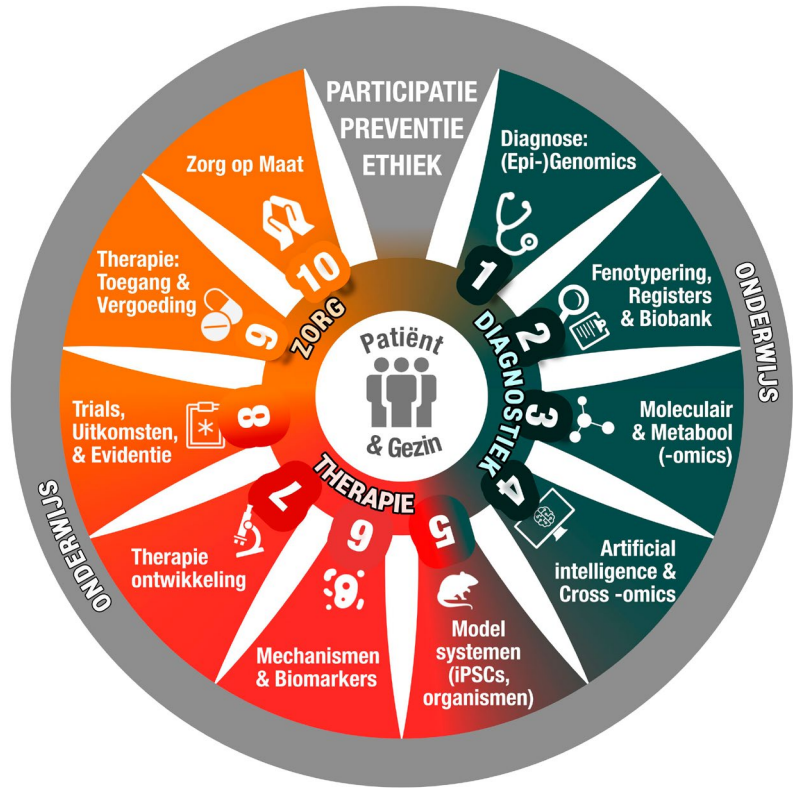 PARTICIPATIE
PREVENTIE
ETHIEK
Diagnose:
(Epi-)Genomics
1
Fenotypering,
Registers
& Biobank
2
Moleculair
& Metabool
(-omics)
3
Artificial
intelligence &
Cross -omics
4
Model
systemen
(iPSCs,
organismen)
5
Mechanismen
& Biomarkers
6
Therapie
ontwikkeling
7
Trials,
Uitkomsten,
& Evidentie
8
Therapie:
Toegang &
Vergoeding
9
Zorg op Maat
10
DIAGNOSTIEK
THERAPIE
ZORG
Patiënt
& Gezin
ONDERWIJS
ONDERWIJS